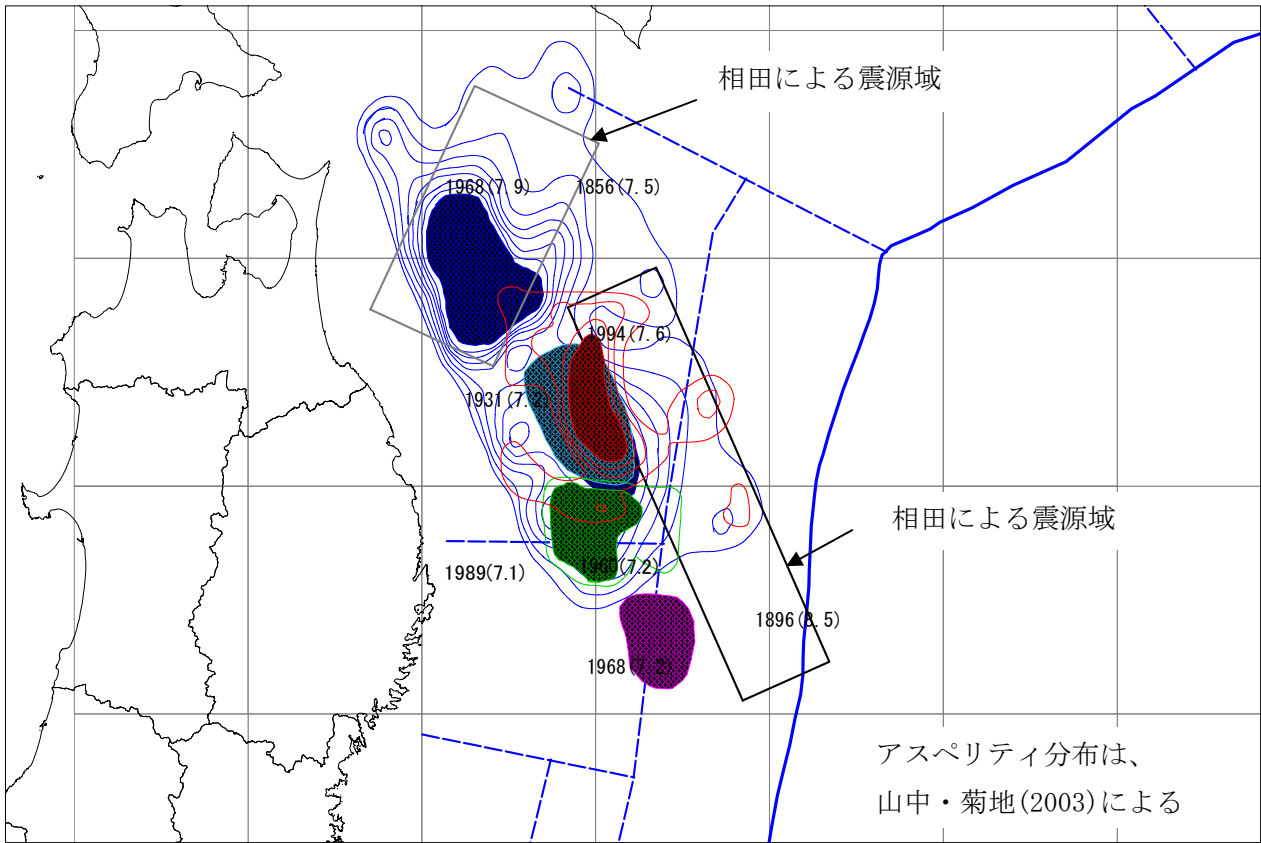 相田による震源域
1968(7.9)
1856(7.5)
1994(7.6)
1931(7.
相田による震源域
1989(7.1)
(7.2)
1896(8.5)
1968(7.2)
アスペリティ分布は、
山中・菊地(2003)による